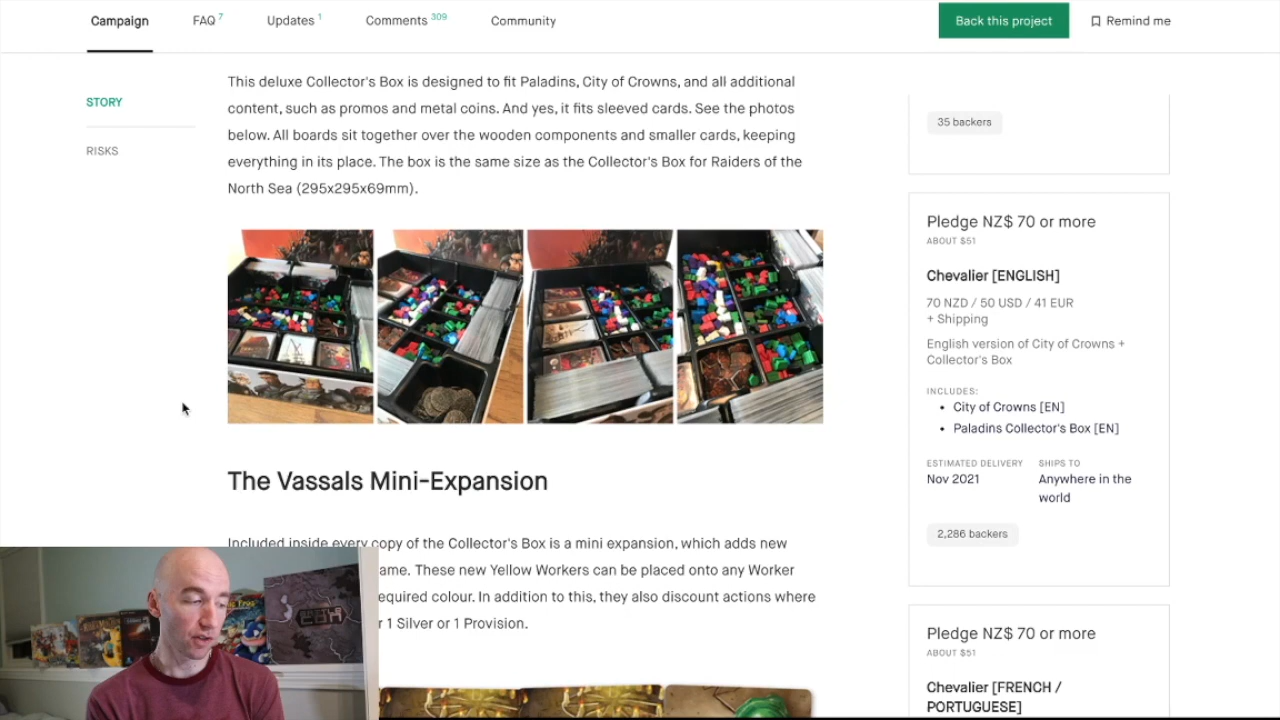 Campaign
FAQ 7
Updates 1
Comments 309
Community
Back this project
Remind me
STORY
RISKS
This deluxe Collector's Box is designed to fit Paladins, City of Crowns, and all additional
content, such as promos and metal coins. And yes, it fits sleeved cards. See the photos
below. All boards sit together over the wooden components and smaller cards, keeping
everything in its place. The box is the same size as the Collector's Box for Raiders of the
North Sea (295x295x69mm).
The Vassals Mini-Expansion
Included inside every copy of the Collector's Box is a mini expansion, which adds new
ame. These new Yellow Workers can be placed onto any Worker
equired colour. In addition to this, they also discount actions where
r 1 Silver or 1 Provision.
35 backers
Pledge NZ$ 70 or more
ABOUT $51
Chevalier [ENGLISH]
70 NZD / 50 USD / 41 EUR
+ Shipping
English version of City of Crowns +
Collector's Box
INCLUDES:
• City of Crowns [EN]
• Paladins Collector's Box [EN]
ESTIMATED DELIVERY
Nov 2021
SHIPS TO
Anywhere in the
world
2,286 backers
Pledge NZ$ 70 or more
ABOUT $51
Chevalier [FRENCH /
PORTUGUESE]